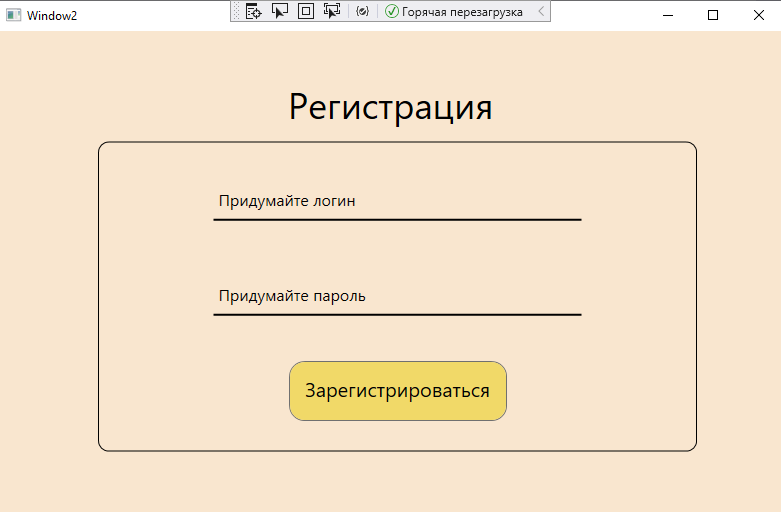 Window2
Горячая перезагрузка
Регистрация
Придумайте логин
Придумайте пароль
Зарегистрироваться